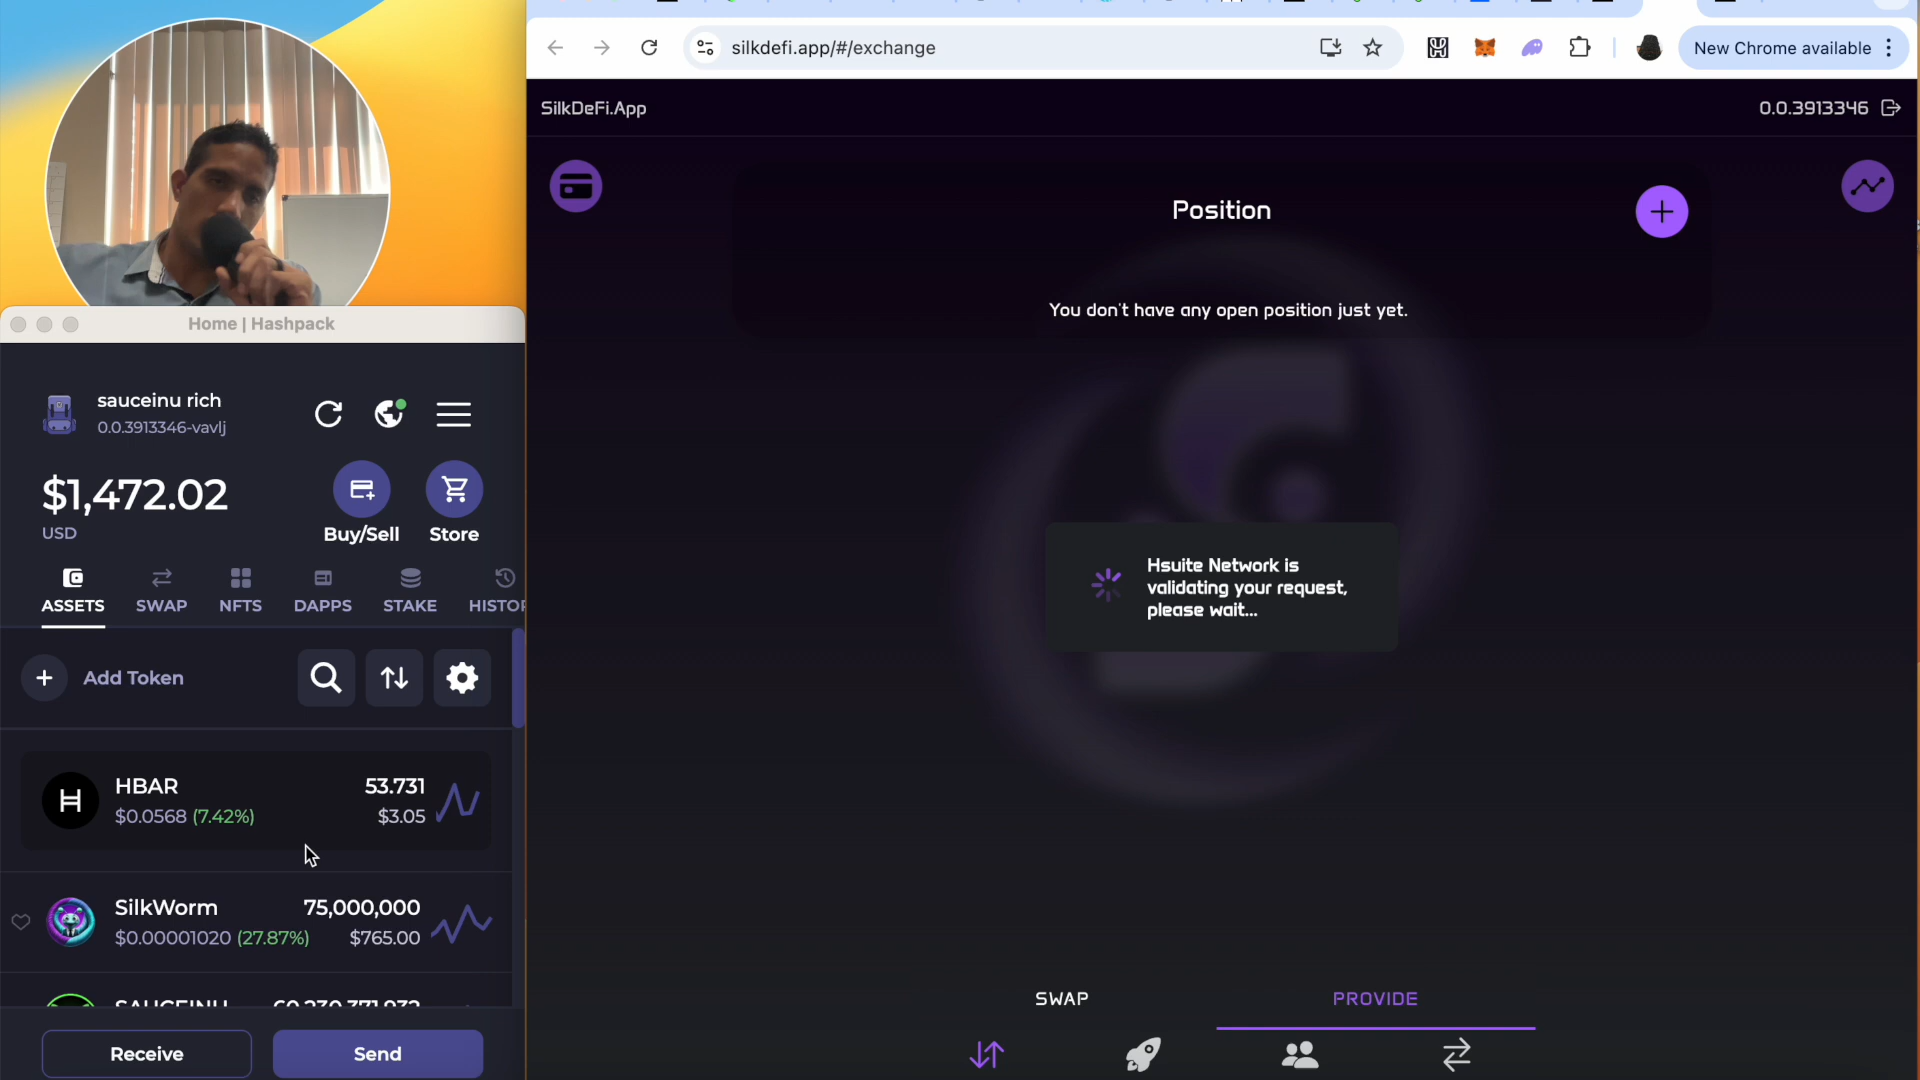 silkdefi.app/#/exchange
New Chrome available
SilkDeFi.App
0.0.3913346
Position
You don't have any open position just yet.
Hsuite Network is
validating your request,
please wait...
SWAP
PROVIDE
Home | Hashpack
sauceinu rich
0.0.3913346-vavlj
$1,472.02
USD
Buy/Sell
Store
ASSETS
SWAP
NFTS
DAPPS
STAKE
Add Token
HBAR
53.731
$0.0568 (7.42%)
$3.05
SilkWorm
75,000,000
$0.00001020 (27.87%)
$765.00
Receive
Send